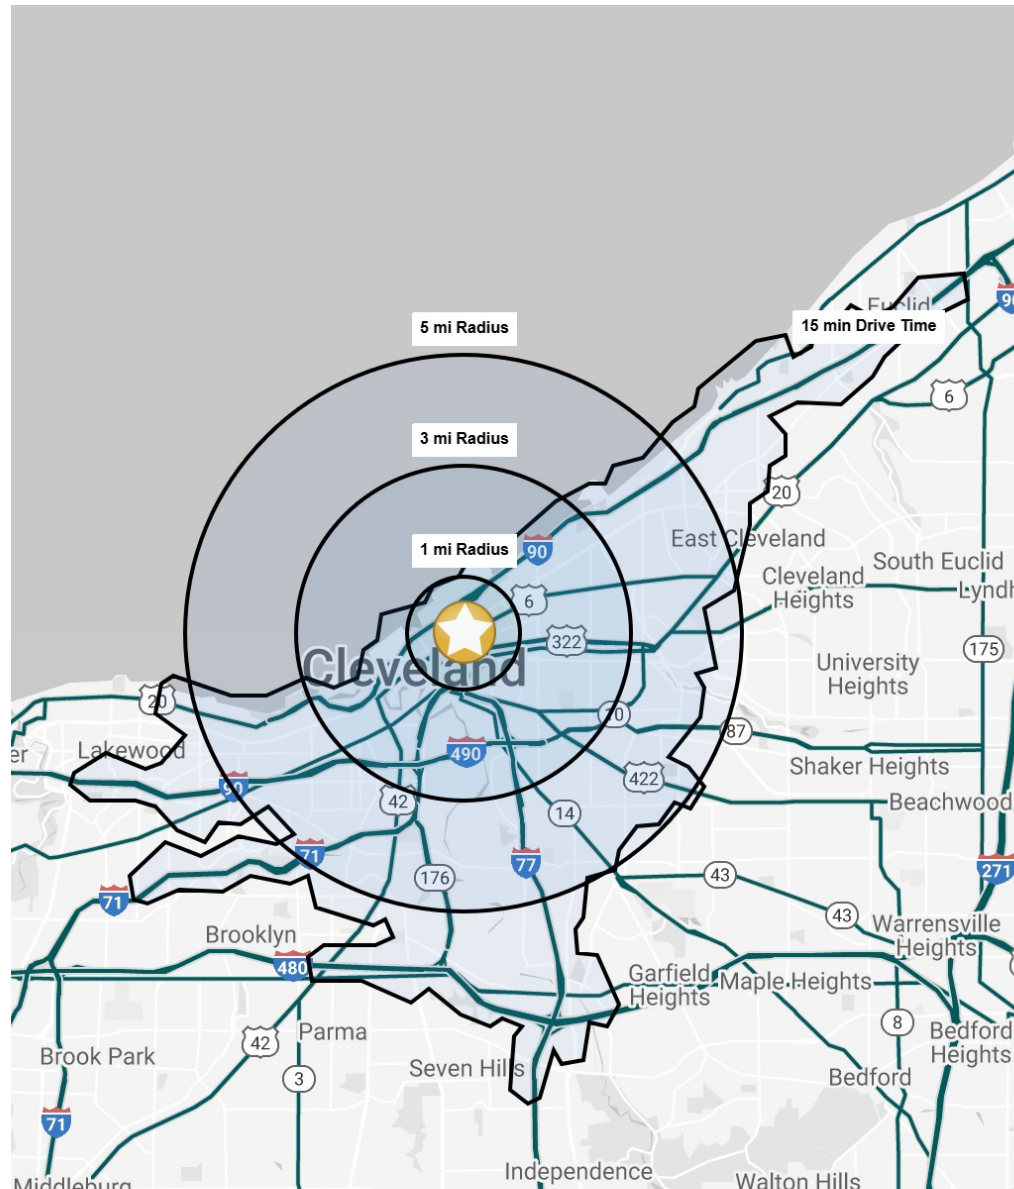 Euclid
90
5 mi Radius
15 min Drive Time
6
3 mi Radius
20
1 mi Radius
90
East Cleveland
South Euclid
Cleveland
Heights
Lyndh
6
322
175
Cleveland
University
Heights
20
20
87
er
Lakewood
490
Shaker Heights
90
422
42
Beachwood
14
71
77
271
176
43
71
43
Warrensville
Heights
Brooklyn
480
Garfield
Heights
Maple Heights
8
Parma
42
Bedford
Heights
Brook Park
Seven Hills
3
Bedford
71
Independence
Middleburg
Walton Hills